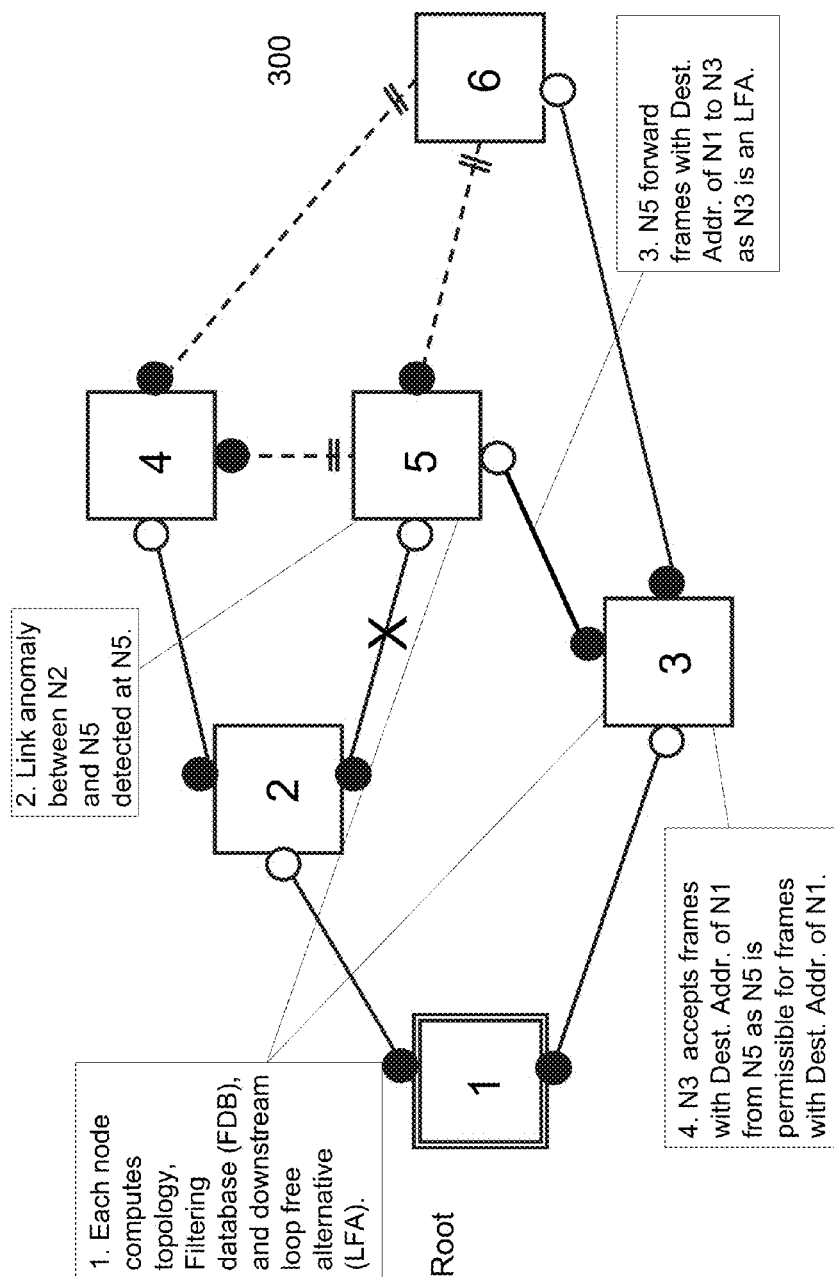 300
1. Each node
computes
topology,
Filtering
database (FDB),
and downstream
loop free
alternative
(LFA).
2. Link anomaly
between N2
and N5
detected at N5.
3. N5 forward
frames with Dest.
Addr. of N1 to N3
as N3 is an LFA.
4. N3 accepts frames
with Dest. Addr. of N1
from N5 as N5 is
permissible for frames
with Dest. Addr. of N1.
Root
1
2
3
4
5
6
X